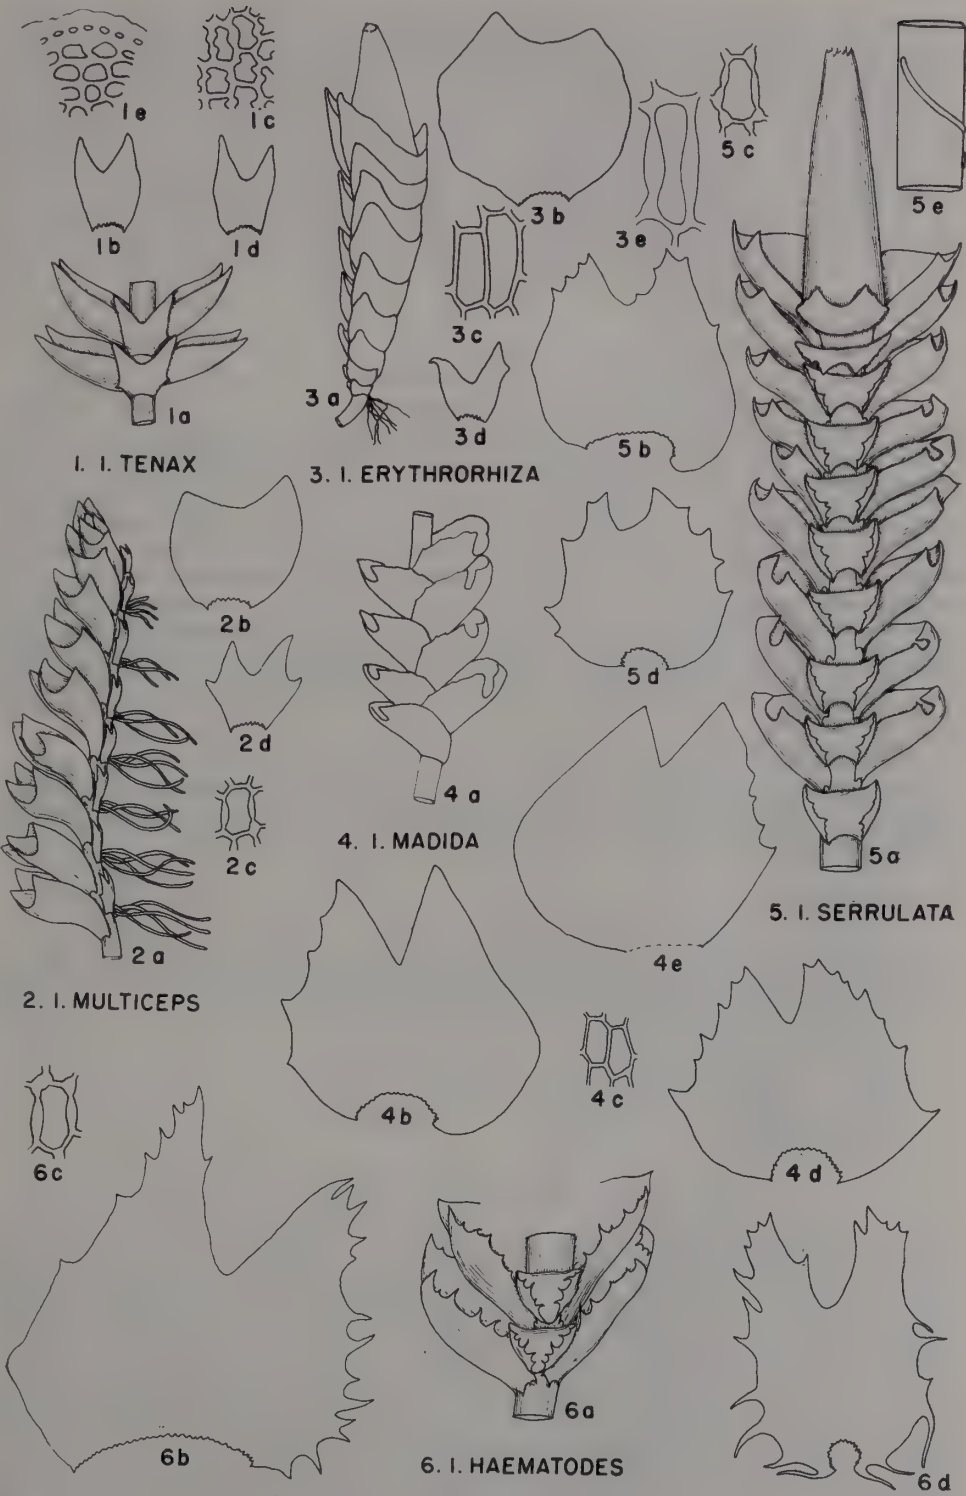 1e
1c
1b
1d
1a
1. I. TENAX
3a
3b
3c
3d
3e
3. I. ERYTHRORHIZA
5c
5e
5b
5d
5a
5. I. SERRULATA
2b
2d
2c
2a
2. I. MULTICEPS
4a
4. I. MADIDA
4e
4b
4c
4d
6c
6b
6a
6. I. HAEMATODES
6d